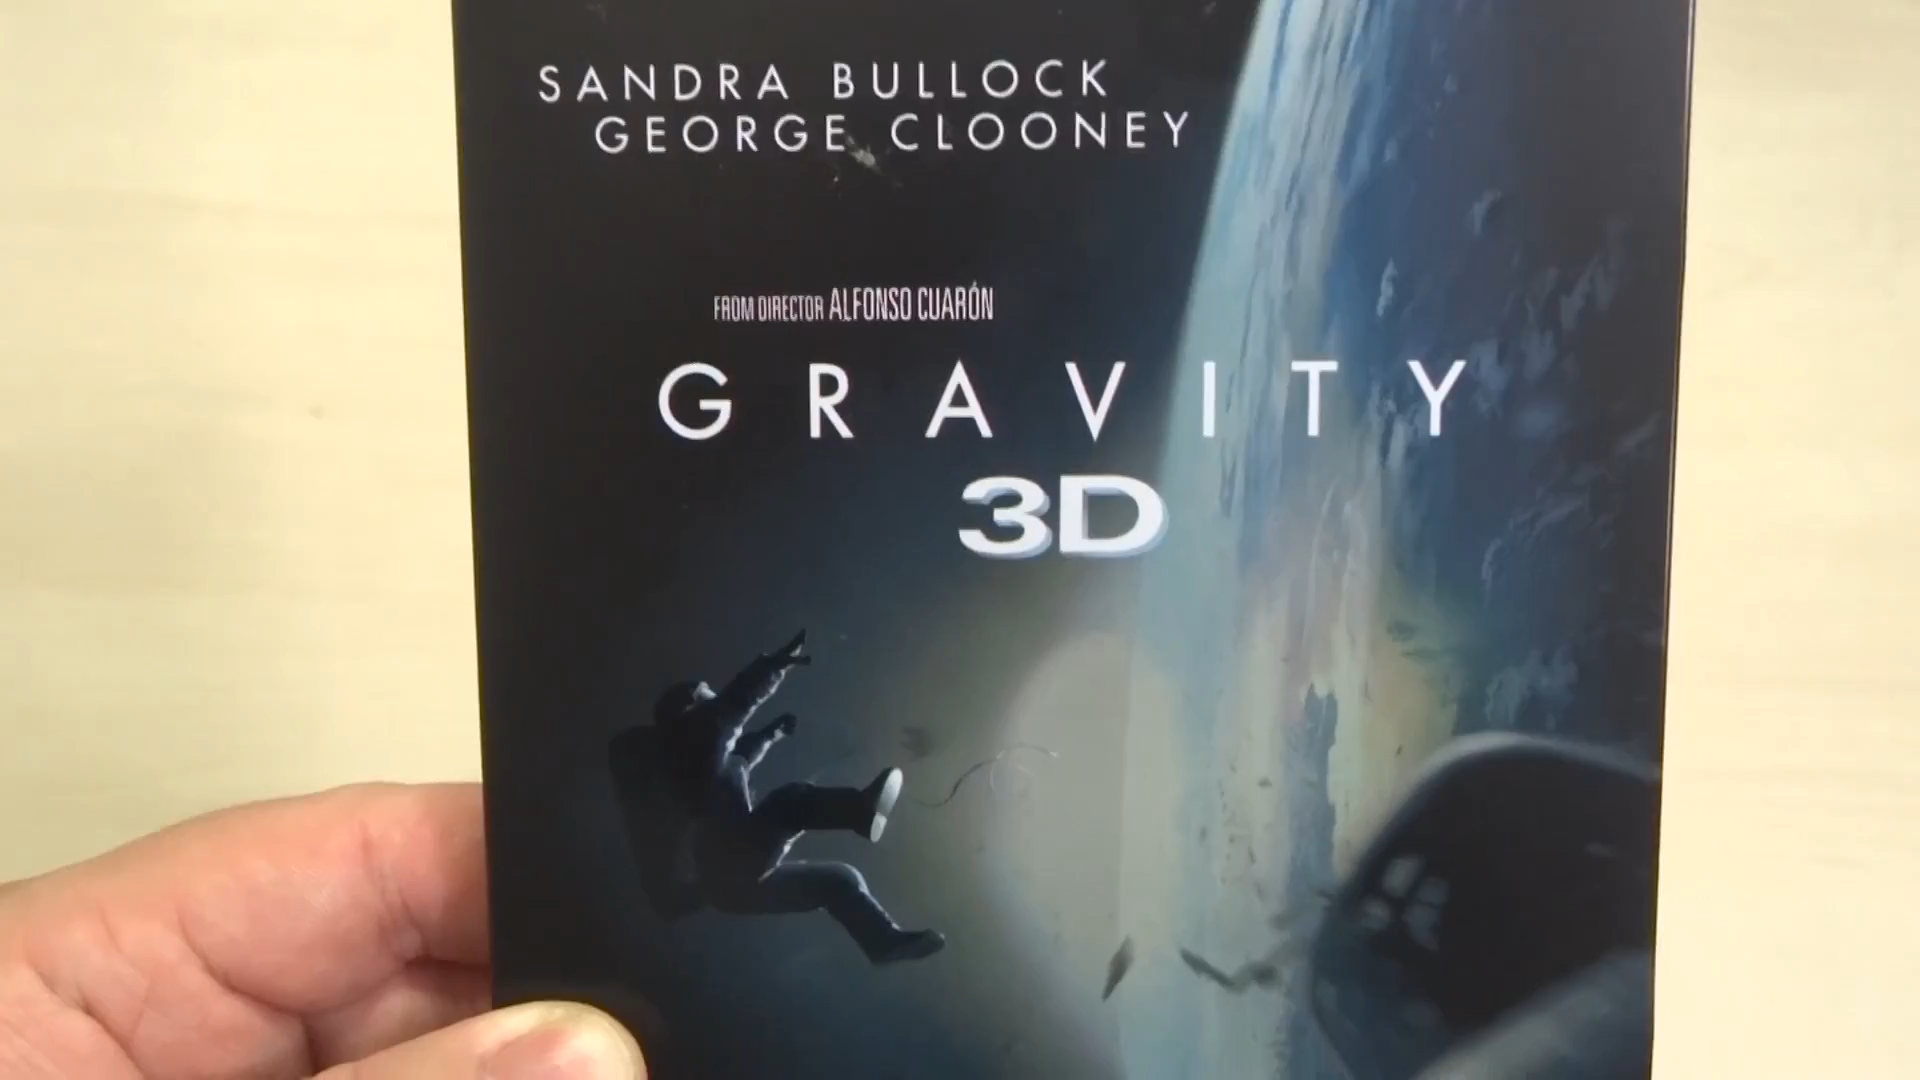 SANDRA BULLOCK
GEORGE CLOONEY
FROM DIRECTOR ALFONSO CUARÓN
GRAVITY
3D